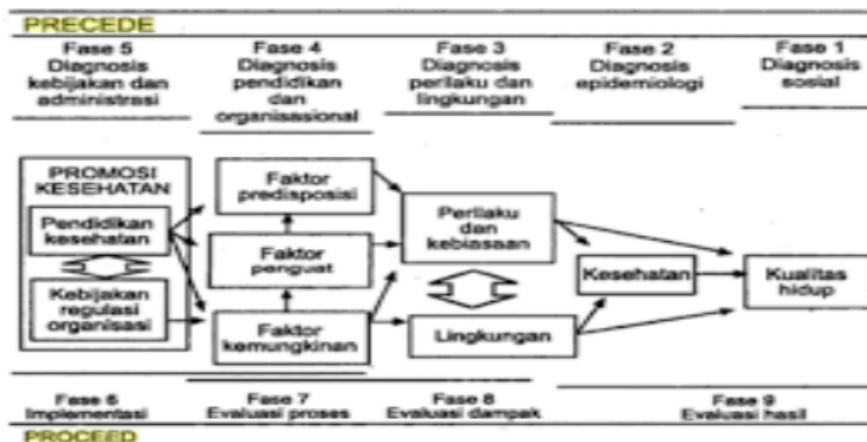 PRECEDE
Fase 5
Diagnosis
kebijakan dan
administrasi
Fase 4
Diagnosis
pendidikan
dan
organisasional
Fase 3
Diagnosis
perilaku dan
lingkungan
Fase 2
Diagnosis
epidemiologi
Fase 1
Diagnosis
sosial
PROMOSI
KESEHATAN
Pendidikan
kesehatan
Kebijakan
regulasi
organisasi
Faktor
predisposisi
Faktor
penguat
Faktor
kemungkinan
Perilaku
dan
kebiasaan
Lingkungan
Kesehatan
Kualitas
hidup
Fase 6
Implementasi
Fase 7
Evaluasi proses
Fase 8
Evaluasi dampak
Fase 9
Evaluasi hasil
PROCEED